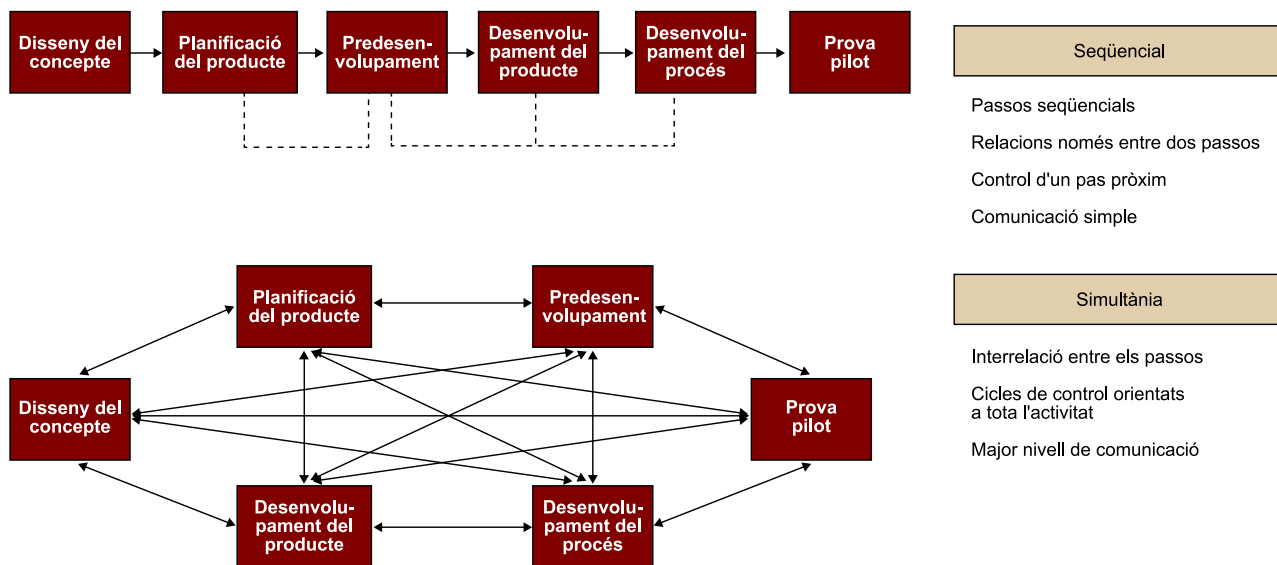 Disseny del
concepte
Planificació
del producte
Predesen-
volupament
Desenvolu-
pament del
producte
Desenvolu-
pament del
procés
Prova
pilot
Seqüencial
Passos seqüencials
Relacions només entre dos passos
Control d'un pas pròxim
Comunicació simple
Planificació
del producte
Predesen-
volupament
Disseny del
concepte
Prova
pilot
Desenvolu-
pament del
producte
Desenvolu-
pament del
procés
Simultània
Interrelació entre els passos
Cicles de control orientats
a tota l'activitat
Major nivell de comunicació